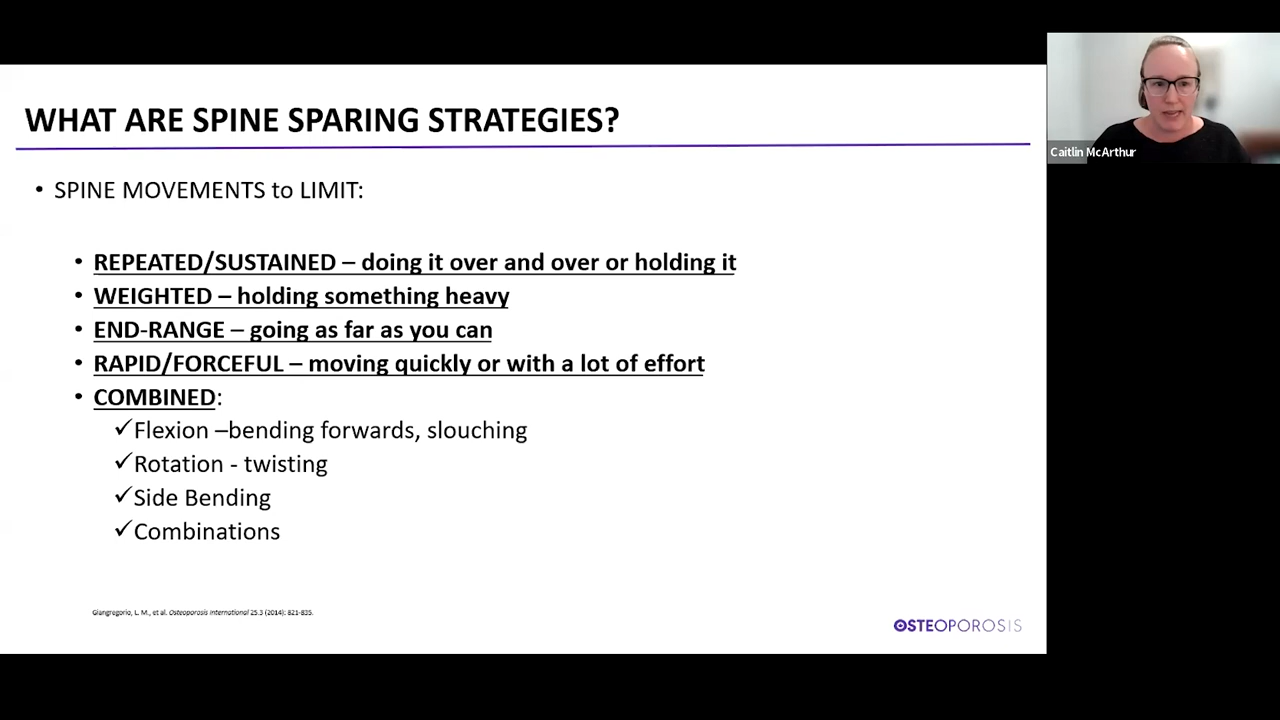 WHAT ARE SPINE SPARING STRATEGIES?
• SPINE MOVEMENTS to LIMIT:
• REPEATED/SUSTAINED – doing it over and over or holding it
• WEIGHTED – holding something heavy
• END-RANGE – going as far as you can
• RAPID/FORCEFUL – moving quickly or with a lot of effort
• COMBINED:
✓Flexion –bending forwards, slouching
✓Rotation - twisting
✓Side Bending
✓Combinations
Giangregorio, L. M., et al. Osteoporosis International 25.3 (2014): 821-835.
OSTEOPOROSIS
Caitlin McArthur